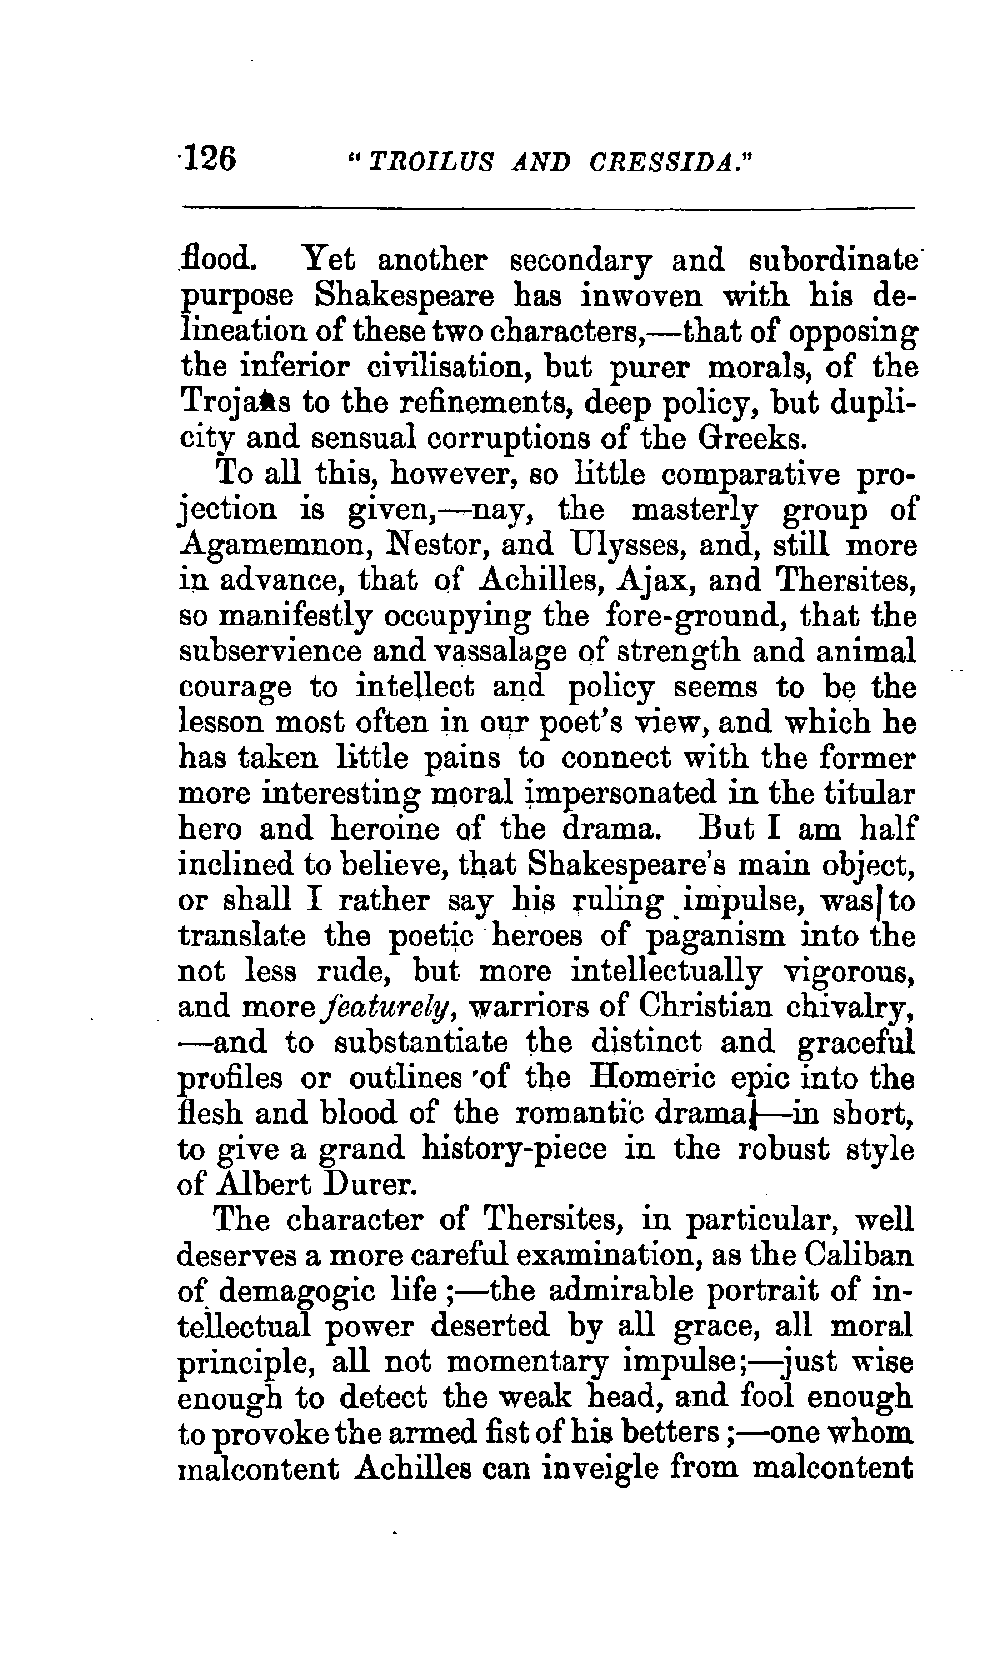 126 " TROILUS AND CRESSIDA."
flood. Yet another secondary and subordinate
purpose Shakespeare has inwoven with his de-
lineation of these two characters,—that of opposing
the inferior civilisation, but purer morals, of the
Trojans to the refinements, deep policy, but dupli-
city and sensual corruptions of the Greeks.
To all this, however, so little comparative pro-
jection is given,—nay, the masterly group of
Agamemnon, Nestor, and Ulysses, and, still more
in advance, that of Achilles, Ajax, and Thersites,
so manifestly occupying the fore-ground, that the
subservience and vassalage of strength and animal
courage to intellect and policy seems to be the
lesson most often in our poet's view, and which he
has taken little pains to connect with the former
more interesting moral impersonated in the titular
hero and heroine of the drama. But I am half
inclined to believe, that Shakespeare's main object,
or shall I rather say his ruling impulse, was to
translate the poetic heroes of paganism into the
not less rude, but more intellectually vigorous,
and more featurely, warriors of Christian chivalry,
—and to substantiate the distinct and graceful
profiles or outlines of the Homeric epic into the
flesh and blood of the romantic drama—in short,
to give a grand history-piece in the robust style
of Albert Durer.
The character of Thersites, in particular, well
deserves a more careful examination, as the Caliban
of demagogic life ;—the admirable portrait of in-
tellectual power deserted by all grace, all moral
principle, all not momentary impulse;—just wise
enough to detect the weak head, and fool enough
to provoke the armed fist of his betters ;—one whom
malcontent Achilles can inveigle from malcontent